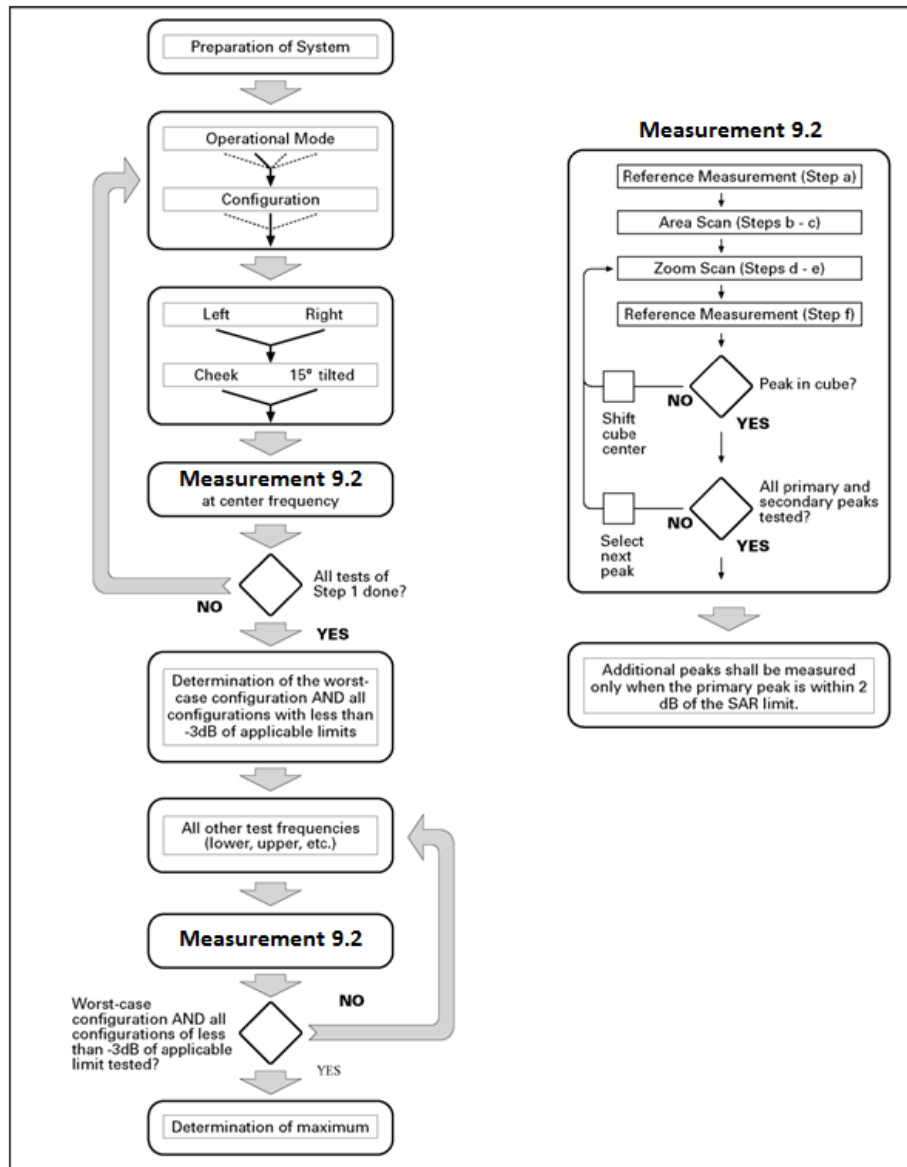 Preparation of System
Operational Mode
Configuration
Left Right
Cheek 15° tilted
Measurement 9.2
at center frequency
All tests of
Step 1 done?
NO
YES
Determination of the worst-
case configuration AND all
configurations with less than
-3dB of applicable limits
All other test frequencies
(lower, upper, etc.)
Measurement 9.2
NO
Worst-case
configuration AND all
configurations of less
than -3dB of applicable
limit tested?
YES
Determination of maximum
Measurement 9.2
Reference Measurement (Step a)
Area Scan (Steps b - c)
Zoom Scan (Steps d - e)
Reference Measurement (Step f)
Peak in cube?
NO
Shift
cube
center
YES
All primary and
secondary peaks
tested?
NO
Select
next
peak
YES
Additional peaks shall be measured
only when the primary peak is within 2
dB of the SAR limit.